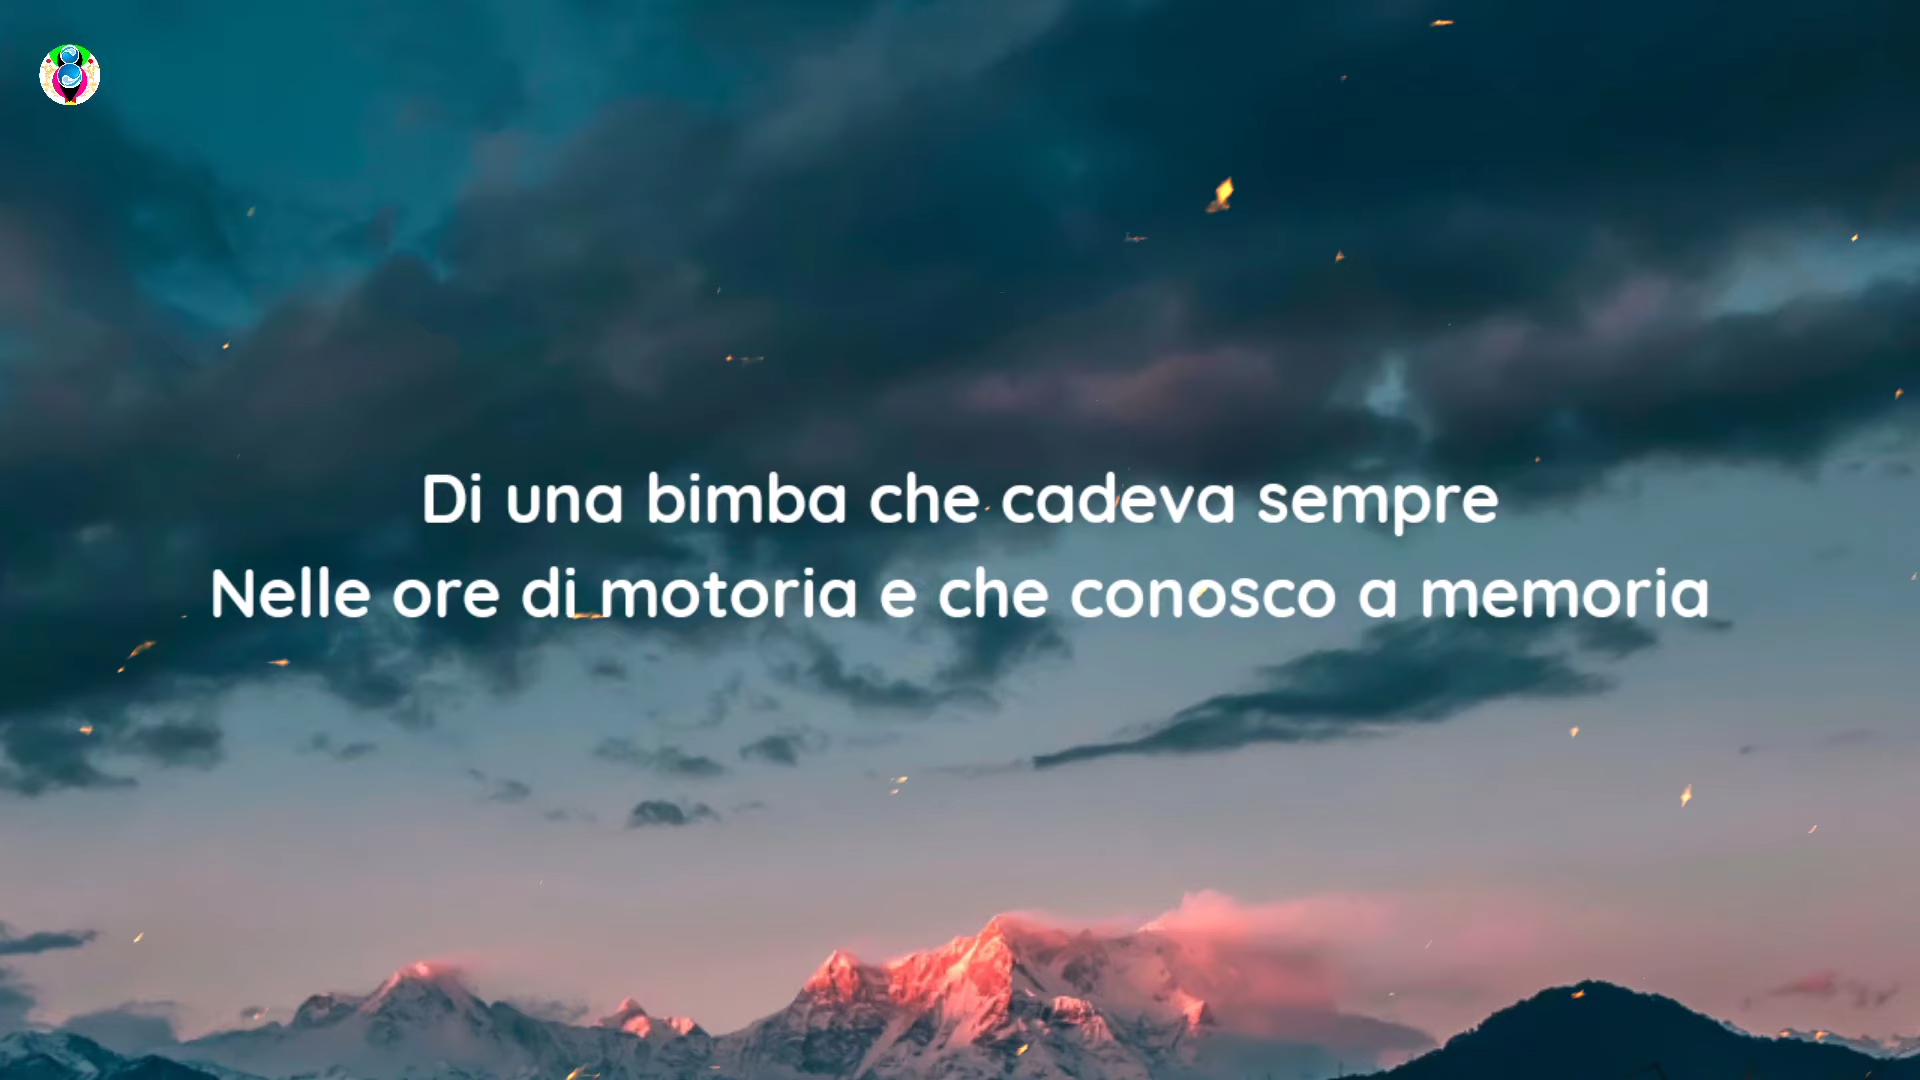 Di una bimba che cadeva sempre
Nelle ore di motoria e che conosco a memoria